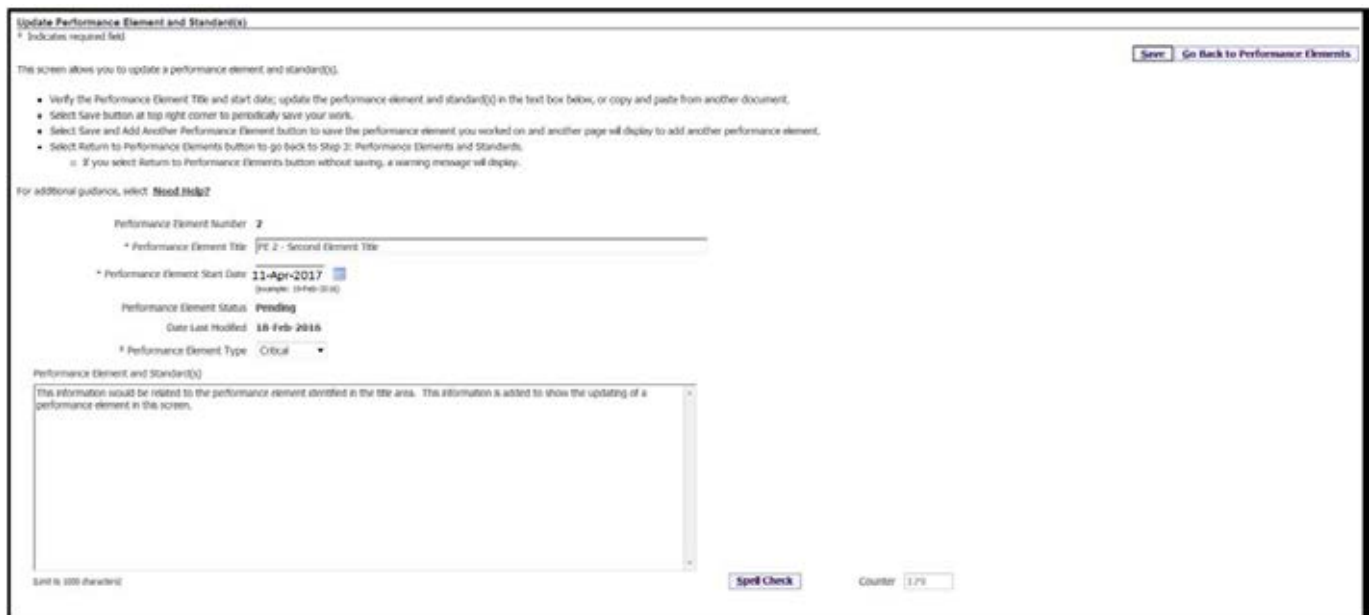 Update Performance Element and Standard(s)
* Indicates required field
Save Go Back to Performance Elements
This screen allows you to update a performance element and standard(s).
• Verify the Performance Element Title and start date; update the performance element and standard(s) in the text box below, or copy and paste from another document.
• Select Save button at top right corner to periodically save your work.
• Select Save and Add Another Performance Element button to save the performance element you worked on and another page will display to add another performance element.
• Select Return to Performance Elements button to go back to Step 3: Performance Elements and Standards.
o If you select Return to Performance Elements button without saving, a warning message will display.
For additional guidance, select Need Help?
Performance Element Number 2
* Performance Element Title PE 2 - Second Element Title
* Performance Element Start Date 11-Apr-2017
(example: 19-Feb-2016)
Performance Element Status Pending
Date Last Modified 18-Feb-2016
* Performance Element Type Critical
Performance Element and Standard(s)
This information would be related to the performance element identified in the title area. This information is added to show the updating of a
performance element in this screen.
(Limit to 1000 characters)
Spell Check Counter